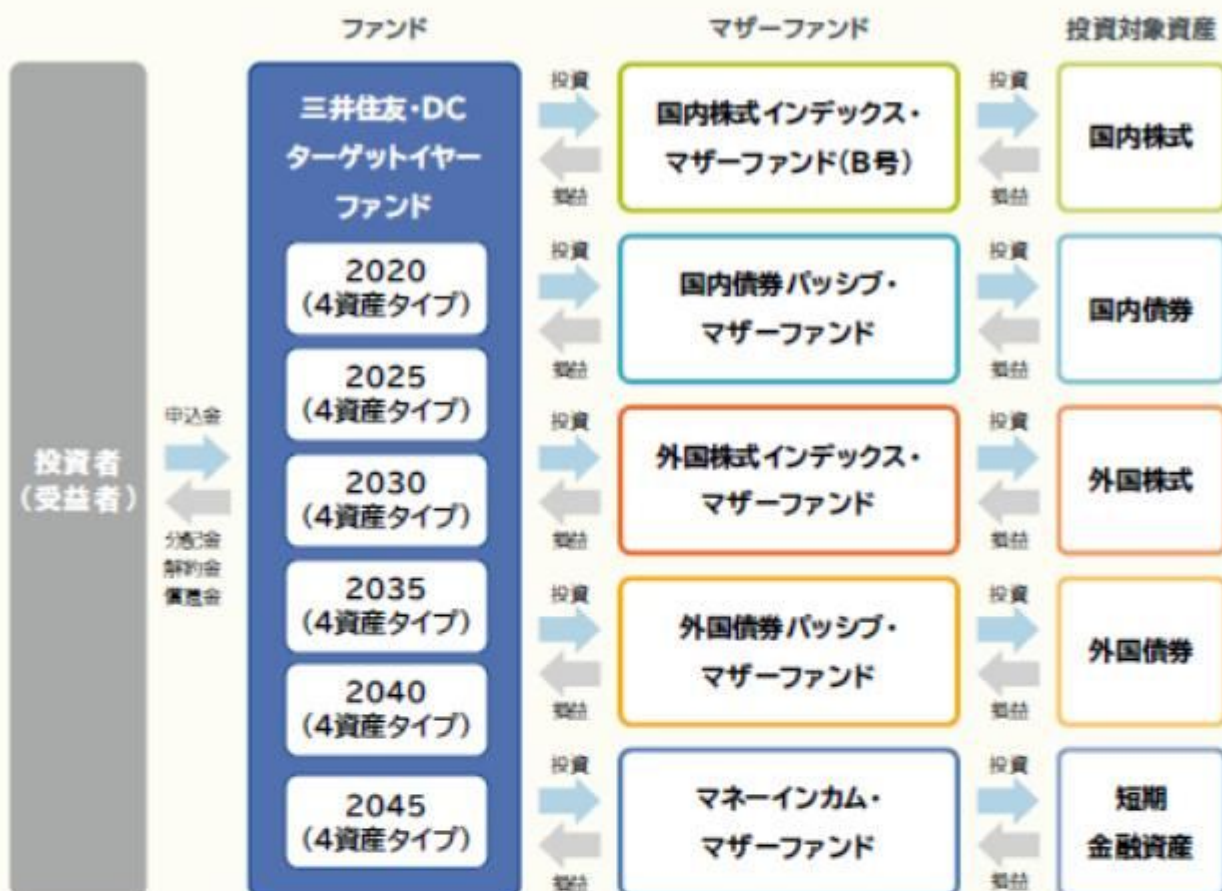 ファンド
マザーファンド
投資対象資産
投資者
(受益者)
申込金
分配金
解約金
償還金
三井住友・DC
ターゲットイヤー
ファンド
2020
(4資産タイプ)
2025
(4資産タイプ)
2030
(4資産タイプ)
2035
(4資産タイプ)
2040
(4資産タイプ)
2045
(4資産タイプ)
投資
損益
国内株式インデックス・
マザーファンド(B号)
投資
損益
国内株式
投資
損益
国内債券パッシブ・
マザーファンド
投資
損益
国内債券
投資
損益
外国株式インデックス・
マザーファンド
投資
損益
外国株式
投資
損益
外国債券パッシブ・
マザーファンド
投資
損益
外国債券
投資
損益
マネーインカム・
マザーファンド
投資
損益
短期
金融資産